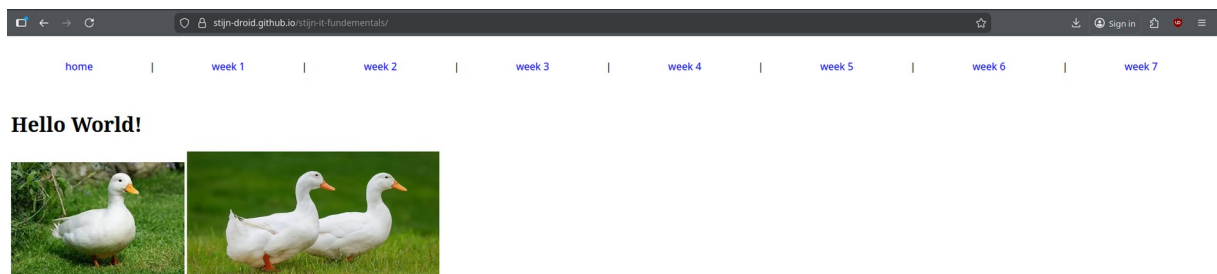 stijn-droid.github.io/stijn-it-fundementals/ Sign in
home | week 1 | week 2 | week 3 | week 4 | week 5 | week 6 | week 7
Hello World!